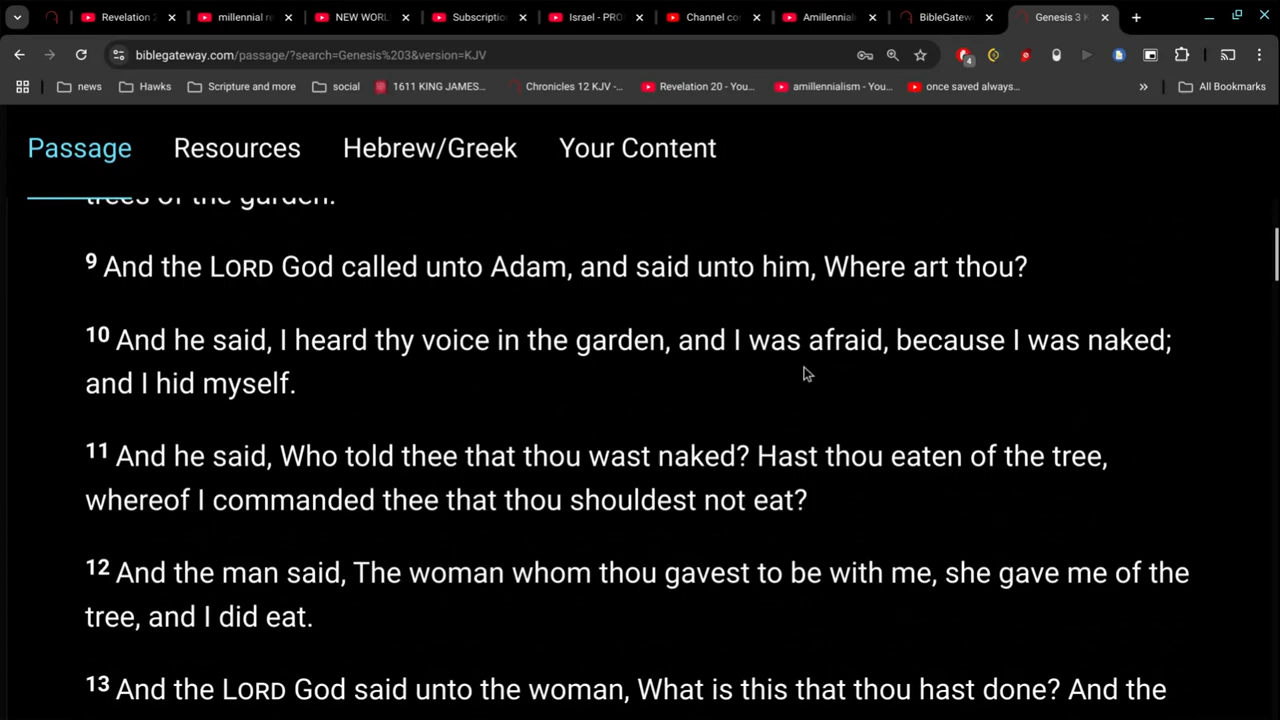 Revelation 2
millennial re
NEW WORL
Subscriptio
Israel - PRO
Channel co
Amillennial
BibleGatew
Genesis 3 K
biblegateway.com/passage/?search=Genesis%203&version=KJV
4
news
Hawks
Scripture and more
social
1611 KING JAMES...
Chronicles 12 KJV -...
Revelation 20 - You...
amillennialism - You...
once saved always...
All Bookmarks
Passage
Resources
Hebrew/Greek
Your Content
trees of the garden.
9 And the LORD God called unto Adam, and said unto him, Where art thou?
10 And he said, I heard thy voice in the garden, and I was afraid, because I was naked;
and I hid myself.
11 And he said, Who told thee that thou wast naked? Hast thou eaten of the tree,
whereof I commanded thee that thou shouldest not eat?
12 And the man said, The woman whom thou gavest to be with me, she gave me of the
tree, and I did eat.
13 And the LORD God said unto the woman, What is this that thou hast done? And the